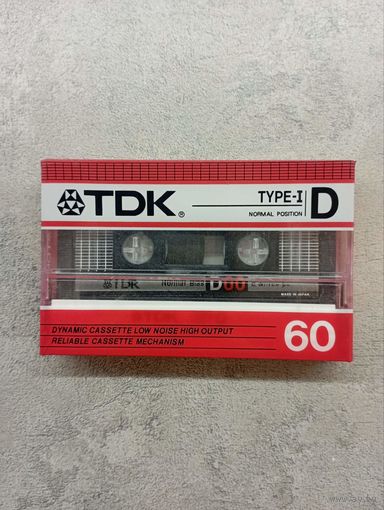 TDK®
TYPE-I
NORMAL POSITION
D
TDK
Normal Bias
D60
MADE IN JAPAN
DYNAMIC CASSETTE LOW NOISE HIGH OUTPUT
RELIABLE CASSETTE MECHANISM
60